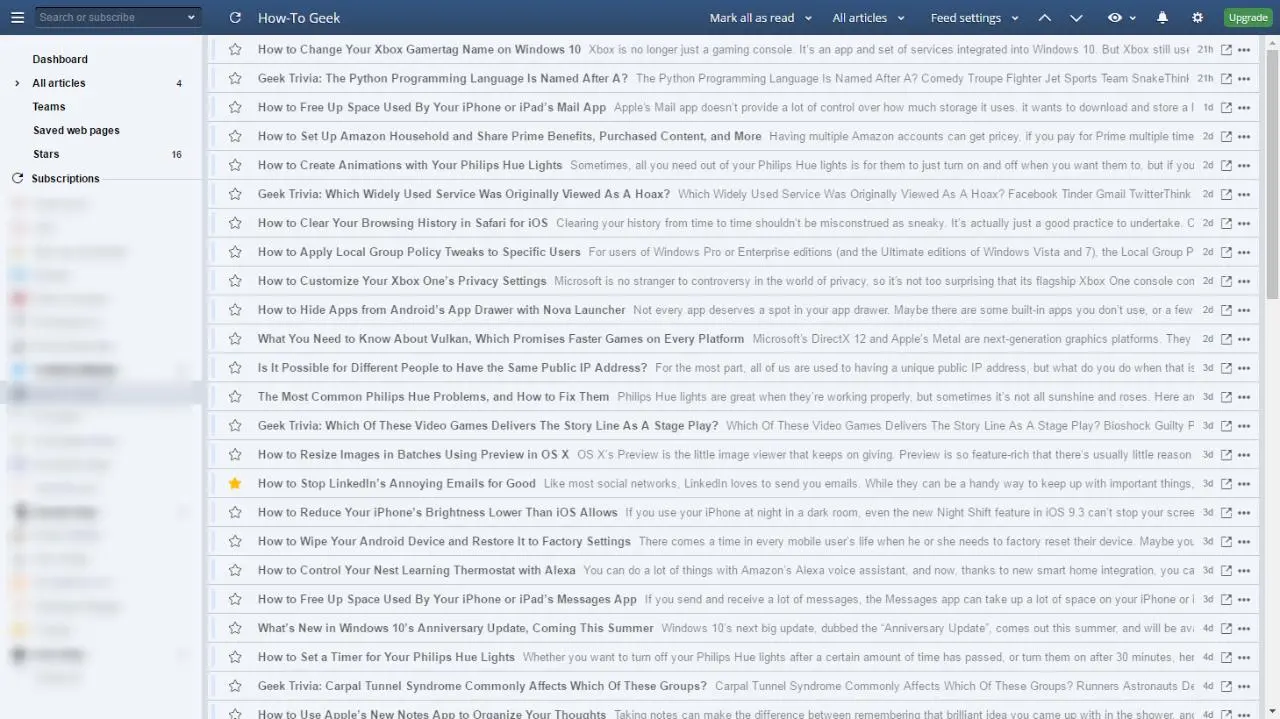 Search or subscribe
How-To Geek
Mark all as read
All articles
Feed settings
Upgrade
Dashboard
All articles 4
Teams
Saved web pages
Stars 16
Subscriptions
How to Change Your Xbox Gamertag Name on Windows 10 Xbox is no longer just a gaming console. It's an app and set of services integrated into Windows 10. But Xbox still use 21h
Geek Trivia: The Python Programming Language Is Named After A? The Python Programming Language Is Named After A? Comedy Troupe Fighter Jet Sports Team SnakeThink 21h
How to Free Up Space Used By Your iPhone or iPad's Mail App Apple's Mail app doesn't provide a lot of control over how much storage it uses. it wants to download and store a l 1d
How to Set Up Amazon Household and Share Prime Benefits, Purchased Content, and More Having multiple Amazon accounts can get pricey, if you pay for Prime multiple time 2d
How to Create Animations with Your Philips Hue Lights Sometimes, all you need out of your Philips Hue lights is for them to just turn on and off when you want them to, but if you 2d
Geek Trivia: Which Widely Used Service Was Originally Viewed As A Hoax? Which Widely Used Service Was Originally Viewed As A Hoax? Facebook Tinder Gmail TwitterThink 2d
How to Clear Your Browsing History in Safari for iOS Clearing your history from time to time shouldn't be misconstrued as sneaky. It's actually just a good practice to undertake. C 2d
How to Apply Local Group Policy Tweaks to Specific Users For users of Windows Pro or Enterprise editions (and the Ultimate editions of Windows Vista and 7), the Local Group P 2d
How to Customize Your Xbox One's Privacy Settings Microsoft is no stranger to controversy in the world of privacy, so it's not too surprising that its flagship Xbox One console con 2d
How to Hide Apps from Android's App Drawer with Nova Launcher Not every app deserves a spot in your app drawer. Maybe there are some built-in apps you don't use, or a few 2d
What You Need to Know About Vulkan, Which Promises Faster Games on Every Platform Microsoft's DirectX 12 and Apple's Metal are next-generation graphics platforms. They 2d
Is It Possible for Different People to Have the Same Public IP Address? For the most part, all of us are used to having a unique public IP address, but what do you do when that is 3d
The Most Common Philips Hue Problems, and How to Fix Them Philips Hue lights are great when they're working properly, but sometimes it's not all sunshine and roses. Here are 3d
Geek Trivia: Which Of These Video Games Delivers The Story Line As A Stage Play? Which Of These Video Games Delivers The Story Line As A Stage Play? Bioshock Guilty P 3d
How to Resize Images in Batches Using Preview in OS X OS X's Preview is the little image viewer that keeps on giving. Preview is so feature-rich that there's usually little reason 3d
How to Stop LinkedIn's Annoying Emails for Good Like most social networks, LinkedIn loves to send you emails. While they can be a handy way to keep up with important things, 3d
How to Reduce Your iPhone's Brightness Lower Than iOS Allows If you use your iPhone at night in a dark room, even the new Night Shift feature in iOS 9.3 can't stop your scree 3d
How to Wipe Your Android Device and Restore It to Factory Settings There comes a time in every mobile user's life when he or she needs to factory reset their device. Maybe you 3d
How to Control Your Nest Learning Thermostat with Alexa You can do a lot of things with Amazon's Alexa voice assistant, and now, thanks to new smart home integration, you ca 3d
How to Free Up Space Used By Your iPhone or iPad's Messages App If you send and receive a lot of messages, the Messages app can take up a lot of space on your iPhone or i 3d
What's New in Windows 10's Anniversary Update, Coming This Summer Windows 10's next big update, dubbed the “Anniversary Update”, comes out this summer, and will be av 4d
How to Set a Timer for Your Philips Hue Lights Whether you want to turn off your Philips Hue lights after a certain amount of time has passed, or turn them on after 30 minutes, her 4d
Geek Trivia: Carpal Tunnel Syndrome Commonly Affects Which Of These Groups? Carpal Tunnel Syndrome Commonly Affects Which Of These Groups? Runners Astronauts De 4d
How to Use Apple's New Notes App to Organize Your Thoughts Taking notes can make the difference between remembering that brilliant idea you came up with in the shower, and 4d